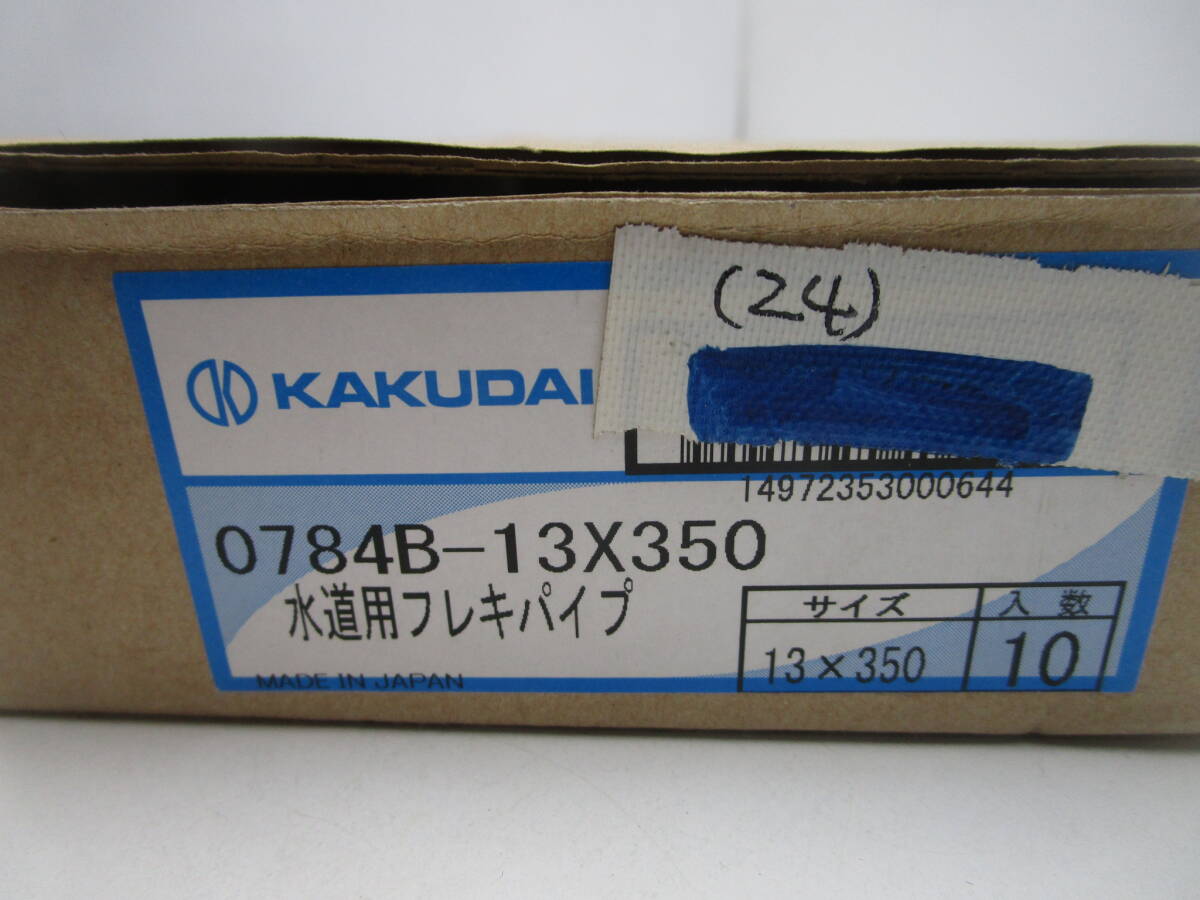 (24)
KAKUDAI
14972353000644
0784B-13X350
水道用フレキパイプ
サイズ 入数
13×350 10
MADE IN JAPAN